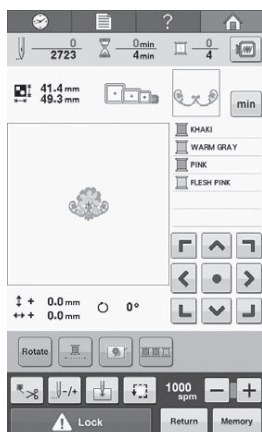 ?
0
2723
0min
4min
0
4
41.4 mm
49.3 mm
min
KHAKI
WARM GRAY
PINK
FLESH PINK
+ 0.0 mm
+ 0.0 mm
0°
Rotate
-/+
1000
spm
- +
Lock
Return
Memory